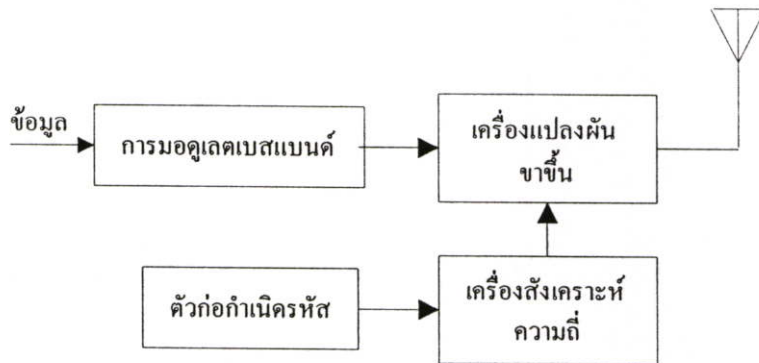 ข้อมูล
การมอดูเลตเบสแบนด์
เครื่องแปลงผัน
ขาขึ้น
ตัวก่อกำเนิดรหัส
เครื่องสังเคราะห์
ความถี่